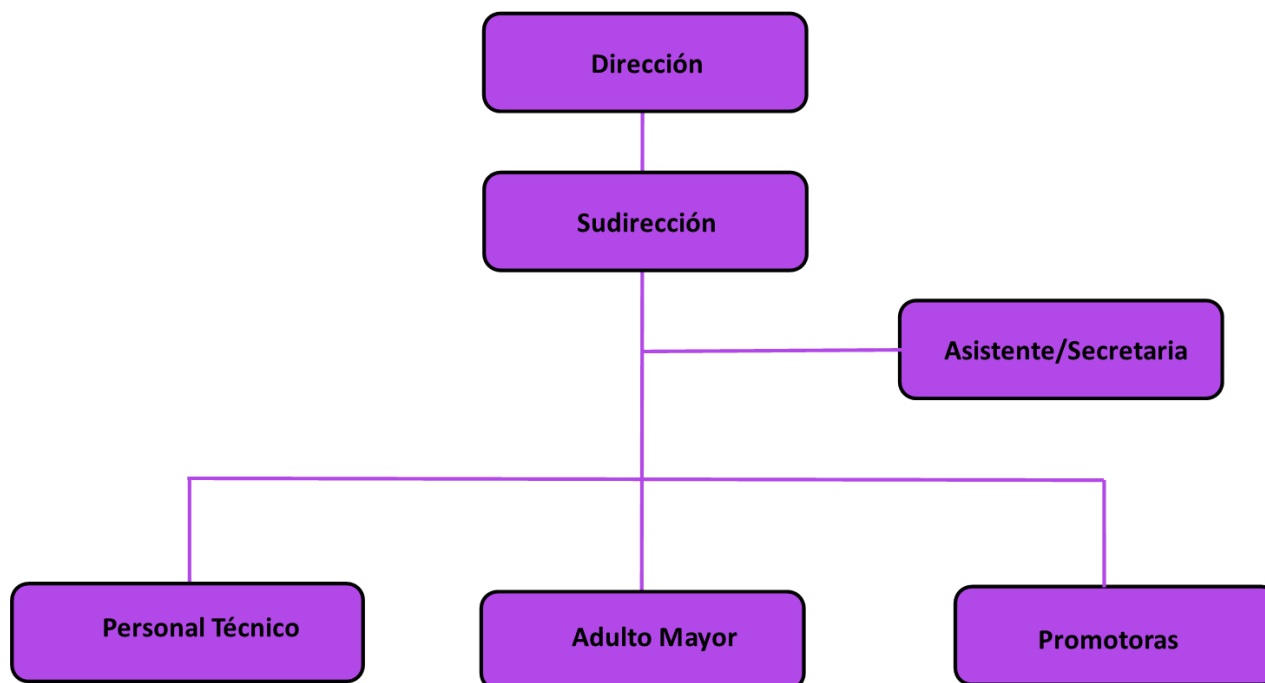 Dirección
Sudirección
Asistente/Secretaria
Personal Técnico
Adulto Mayor
Promotoras